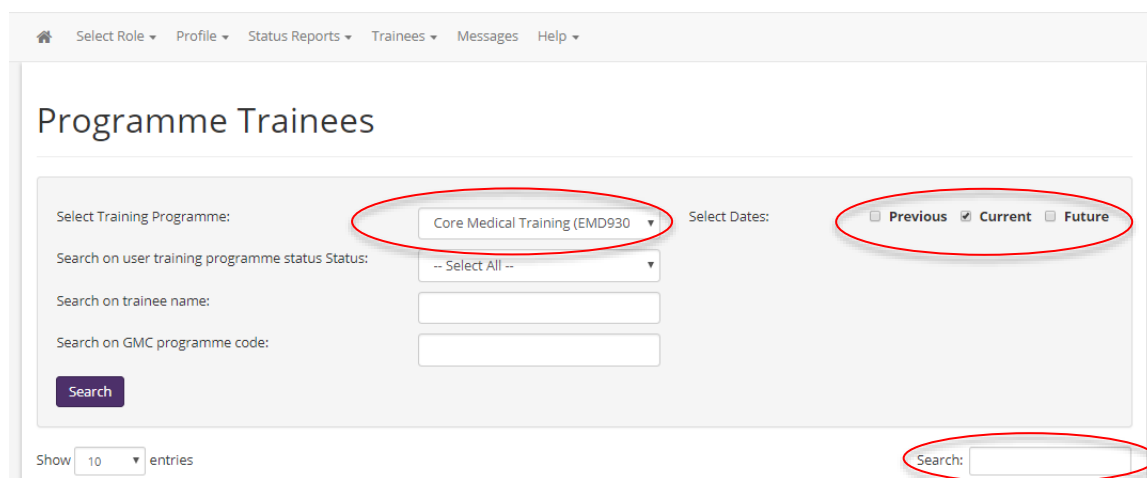 Select Role Profile Status Reports Trainees Messages Help
Programme Trainees
Select Training Programme: Core Medical Training (EMD930 Select Dates: Previous Current Future
Search on user training programme status Status: -- Select All --
Search on trainee name:
Search on GMC programme code:
Search
Show 10 entries Search: